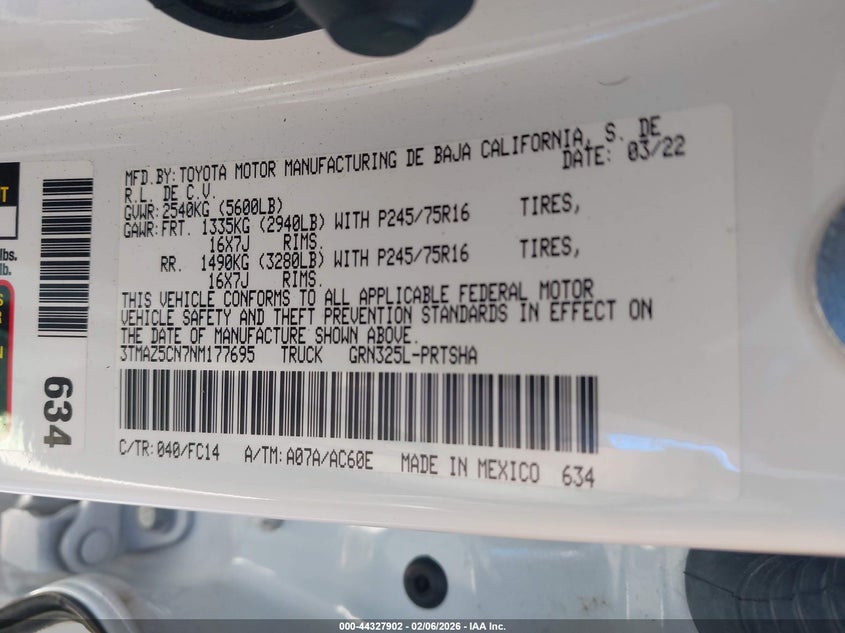 MFD.BY:TOYOTA MOTOR MANUFACTURING DE BAJA CALIFORNIA, S. DE
R.L. DE C.V. DATE: 03/22
GVWR:2540KG (5600LB)
GAWR:FRT. 1335KG (2940LB) WITH P245/75R16 TIRES,
16X7J RIMS.
RR. 1490KG (3280LB) WITH P245/75R16 TIRES,
16X7J RIMS.
THIS VEHICLE CONFORMS TO ALL APPLICABLE FEDERAL MOTOR
VEHICLE SAFETY AND THEFT PREVENTION STANDARDS IN EFFECT ON
THE DATE OF MANUFACTURE SHOWN ABOVE.
3TMAZ5CN7NM177695 TRUCK GRN325L-PRTSHA
C/TR:040/FC14 A/TM:A07A/AC60E MADE IN MEXICO 634
634
lbs.
lb.
000-44327902 - 02/06/2026 - IAA Inc.